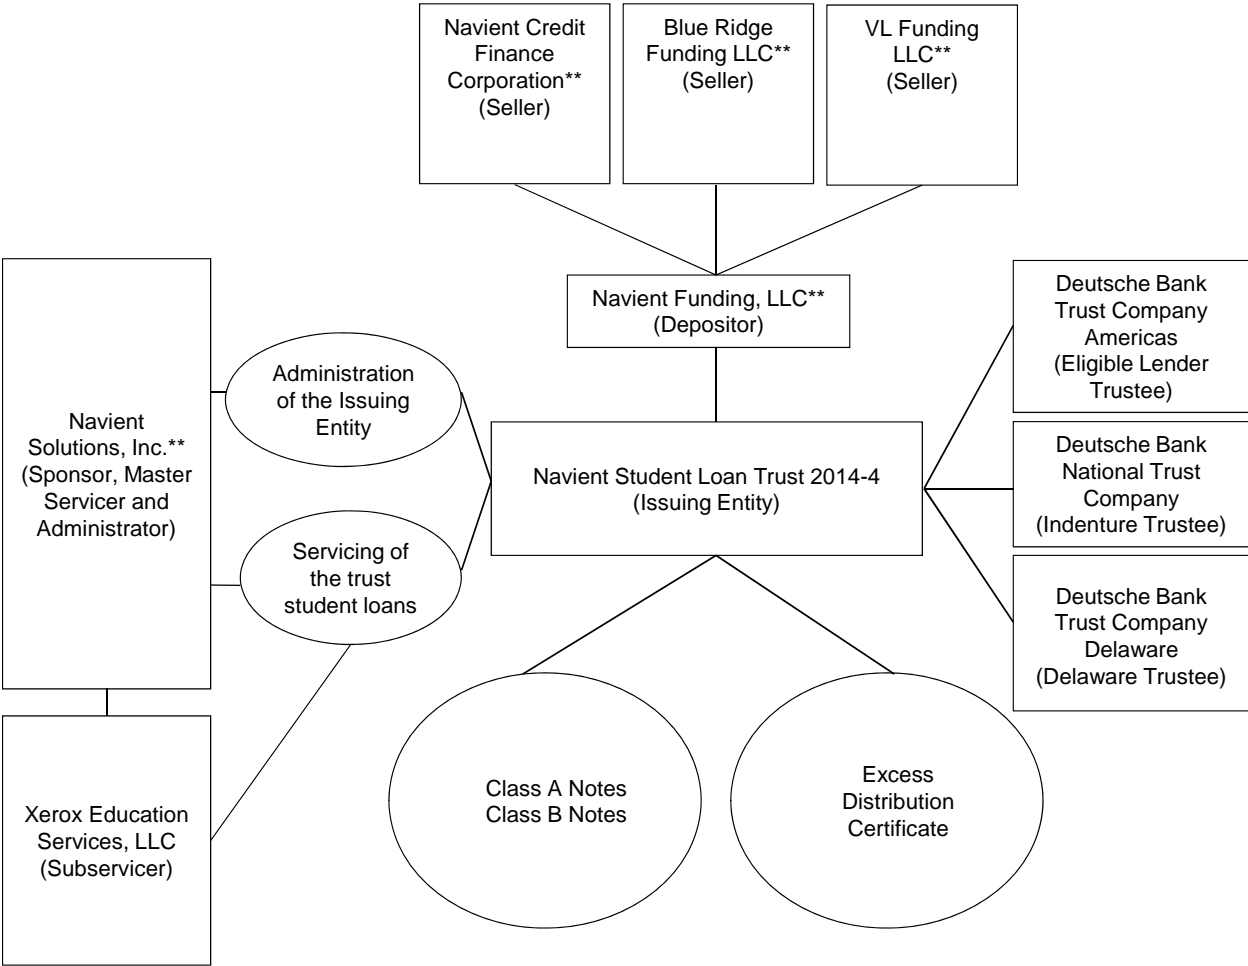 Navient Credit
Finance
Corporation**
(Seller)
Blue Ridge
Funding LLC**
(Seller)
VL Funding
LLC**
(Seller)
Navient Funding, LLC**
(Depositor)
Navient
Solutions, Inc.**
(Sponsor, Master
Servicer and
Administrator)
Administration
of the Issuing
Entity
Servicing of
the trust
student loans
Navient Student Loan Trust 2014-4
(Issuing Entity)
Deutsche Bank
Trust Company
Americas
(Eligible Lender
Trustee)
Deutsche Bank
National Trust
Company
(Indenture Trustee)
Deutsche Bank
Trust Company
Delaware
(Delaware Trustee)
Xerox Education
Services, LLC
(Subservicer)
Class A Notes
Class B Notes
Excess
Distribution
Certificate